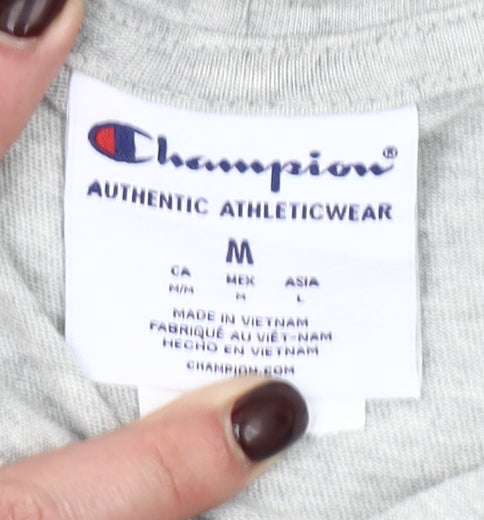 Champion®
AUTHENTIC ATHLETICWEAR
M
CA MEX ASIA
M/M M L
MADE IN VIETNAM
FABRIQUÉ AU VIÊT-NAM
HECHO EN VIETNAM
CHAMPION.COM